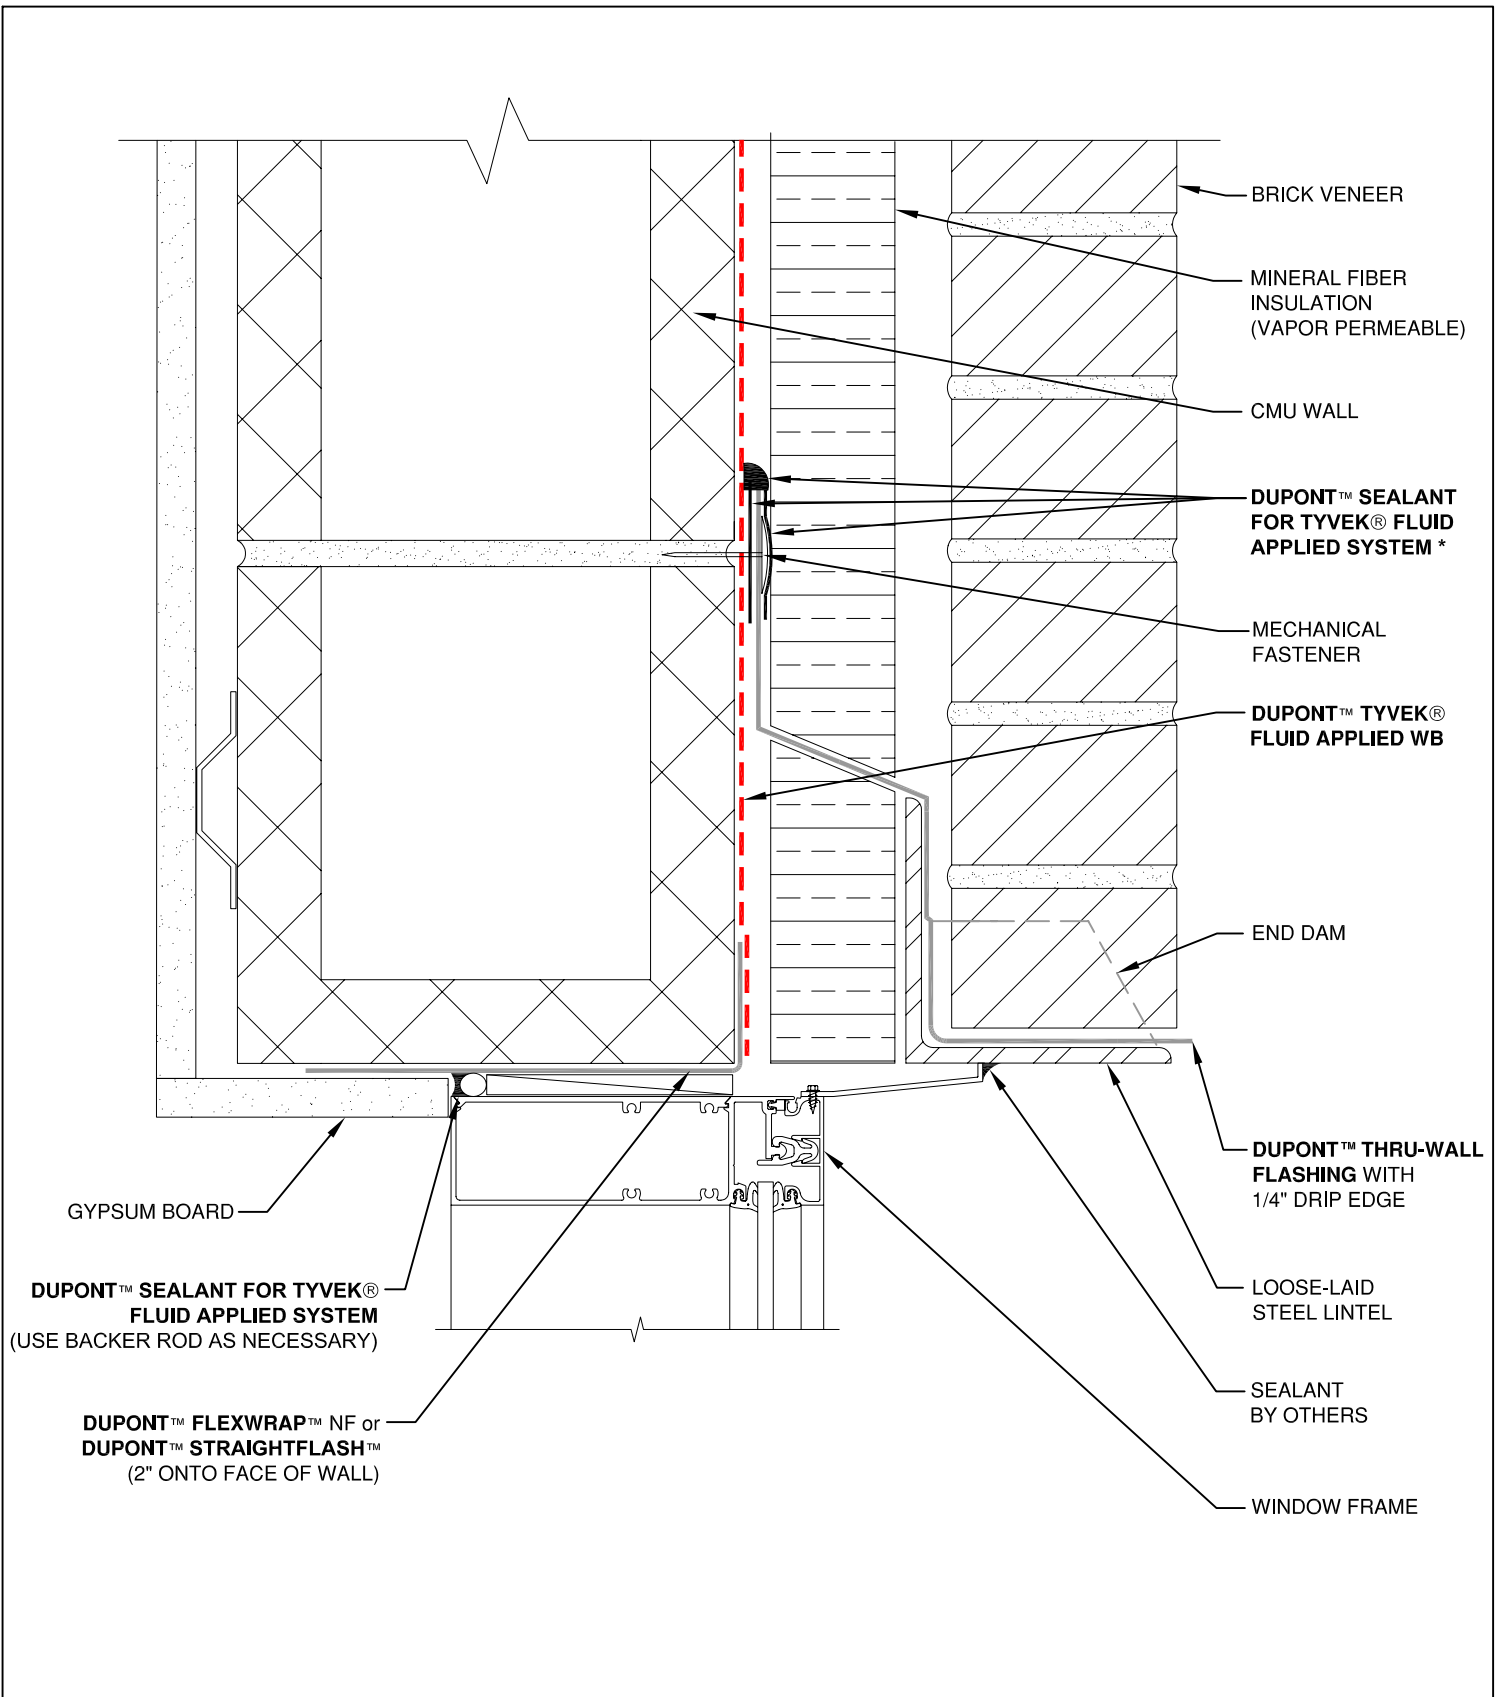 BRICK VENEER
MINERAL FIBER
INSULATION
(VAPOR PERMEABLE)
CMU WALL
DUPONT™ SEALANT
FOR TYVEK® FLUID
APPLIED SYSTEM *
MECHANICAL
FASTENER
DUPONT™ TYVEK®
FLUID APPLIED WB
END DAM
DUPONT™ THRU-WALL
FLASHING WITH
1/4" DRIP EDGE
LOOSE-LAID
STEEL LINTEL
SEALANT
BY OTHERS
WINDOW FRAME
GYPSUM BOARD
DUPONT™ SEALANT FOR TYVEK®
FLUID APPLIED SYSTEM
(USE BACKER ROD AS NECESSARY)
DUPONT™ FLEXWRAP™ NF or
DUPONT™ STRAIGHTFLASH™
(2" ONTO FACE OF WALL)